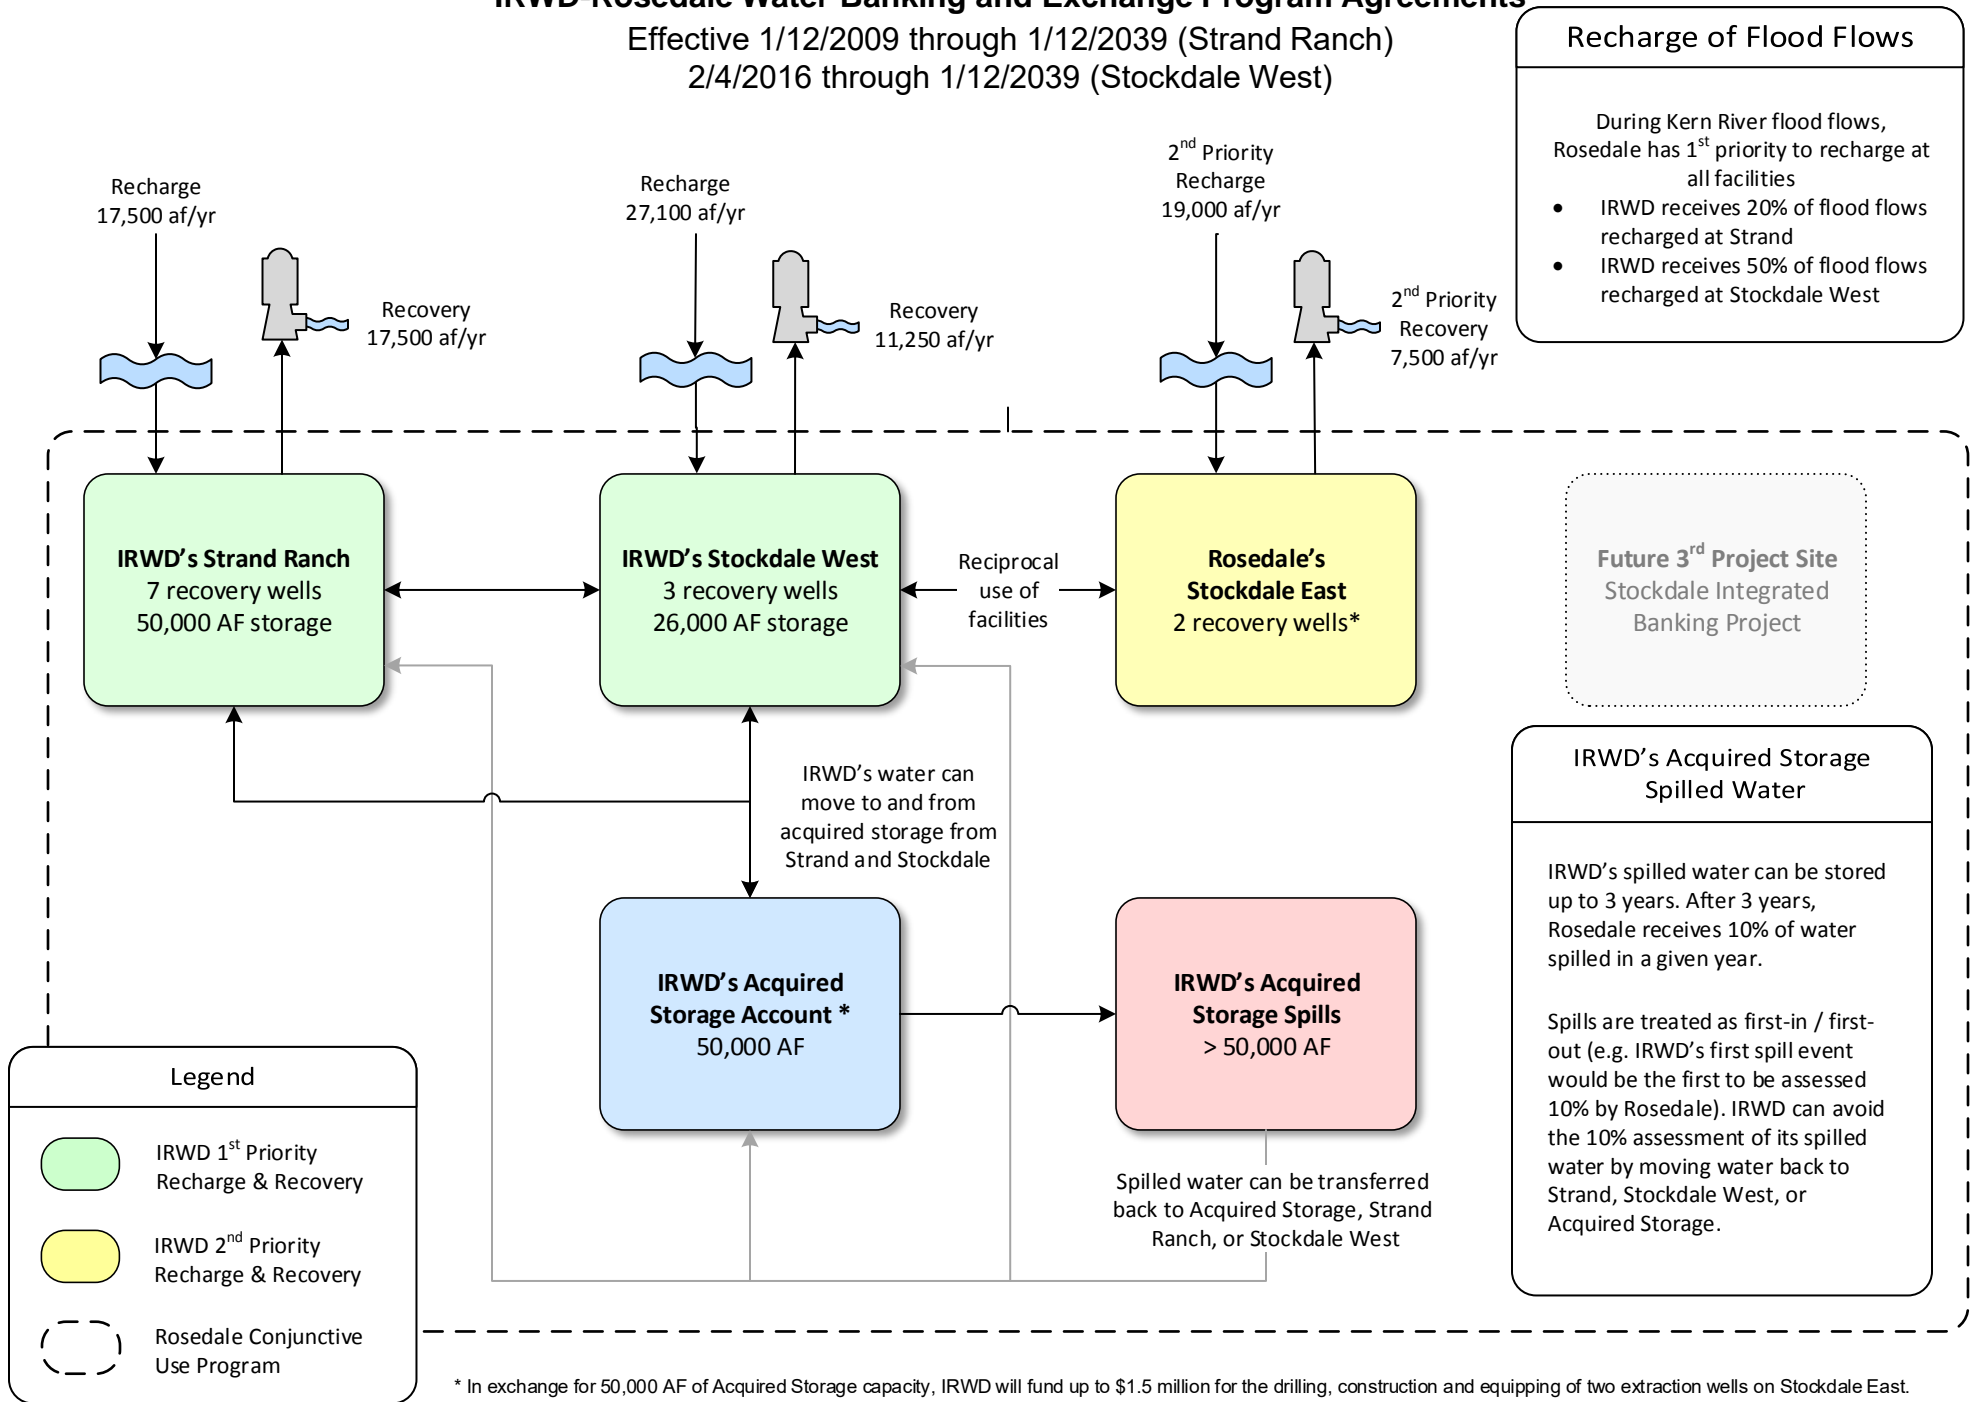 IRWD-Rosedale Water Banking and Exchange Program Agreements
Effective 1/12/2009 through 1/12/2039 (Strand Ranch)
2/4/2016 through 1/12/2039 (Stockdale West)
Recharge of Flood Flows
During Kern River flood flows,
Rosedale has 1st priority to recharge at
all facilities
• IRWD receives 20% of flood flows
recharged at Strand
• IRWD receives 50% of flood flows
recharged at Stockdale West
Recharge
17,500 af/yr
Recovery
17,500 af/yr
Recharge
27,100 af/yr
Recovery
11,250 af/yr
2nd Priority
Recharge
19,000 af/yr
2nd Priority
Recovery
7,500 af/yr
IRWD’s Strand Ranch
7 recovery wells
50,000 AF storage
IRWD’s Stockdale West
3 recovery wells
26,000 AF storage
Reciprocal
use of
facilities
Rosedale’s
Stockdale East
2 recovery wells*
Future 3rd Project Site
Stockdale Integrated
Banking Project
IRWD’s water can
move to and from
acquired storage from
Strand and Stockdale
IRWD’s Acquired
Storage Account *
50,000 AF
IRWD’s Acquired
Storage Spills
> 50,000 AF
Spilled water can be transferred
back to Acquired Storage, Strand
Ranch, or Stockdale West
IRWD’s Acquired Storage
Spilled Water
IRWD’s spilled water can be stored
up to 3 years. After 3 years,
Rosedale receives 10% of water
spilled in a given year.
Spills are treated as first-in / first-
out (e.g. IRWD’s first spill event
would be the first to be assessed
10% by Rosedale). IRWD can avoid
the 10% assessment of its spilled
water by moving water back to
Strand, Stockdale West, or
Acquired Storage.
Legend
IRWD 1st Priority
Recharge & Recovery
IRWD 2nd Priority
Recharge & Recovery
Rosedale Conjunctive
Use Program
* In exchange for 50,000 AF of Acquired Storage capacity, IRWD will fund up to $1.5 million for the drilling, construction and equipping of two extraction wells on Stockdale East.